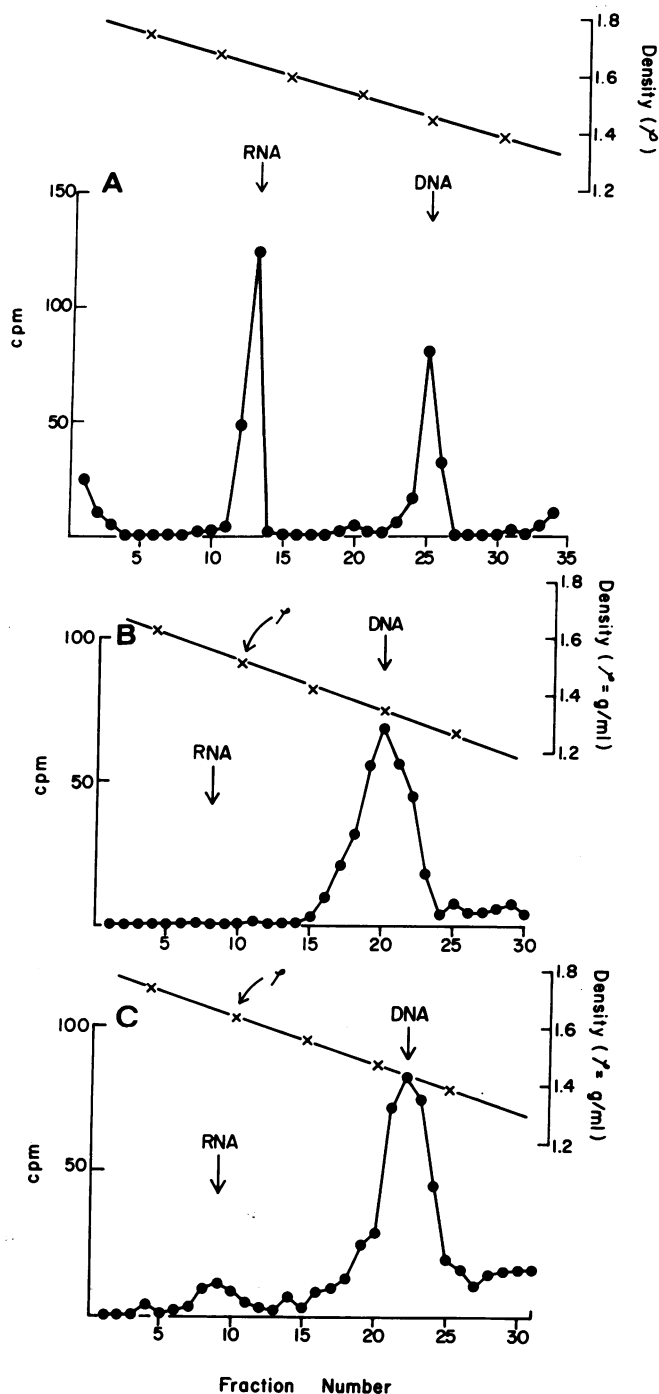 1.8
1.6
1.4
1.2
Density (ρ)
A
RNA
DNA
150
100
50
cpm
5 10 15 20 25 30 35
B
ρ
DNA
RNA
1.8
1.6
1.4
1.2
Density (ρ = g/ml)
100
50
cpm
5 10 15 20 25 30
C
ρ
DNA
RNA
1.8
1.6
1.4
1.2
Density (ρ = g/ml)
100
50
cpm
5 10 15 20 25 30
Fraction Number